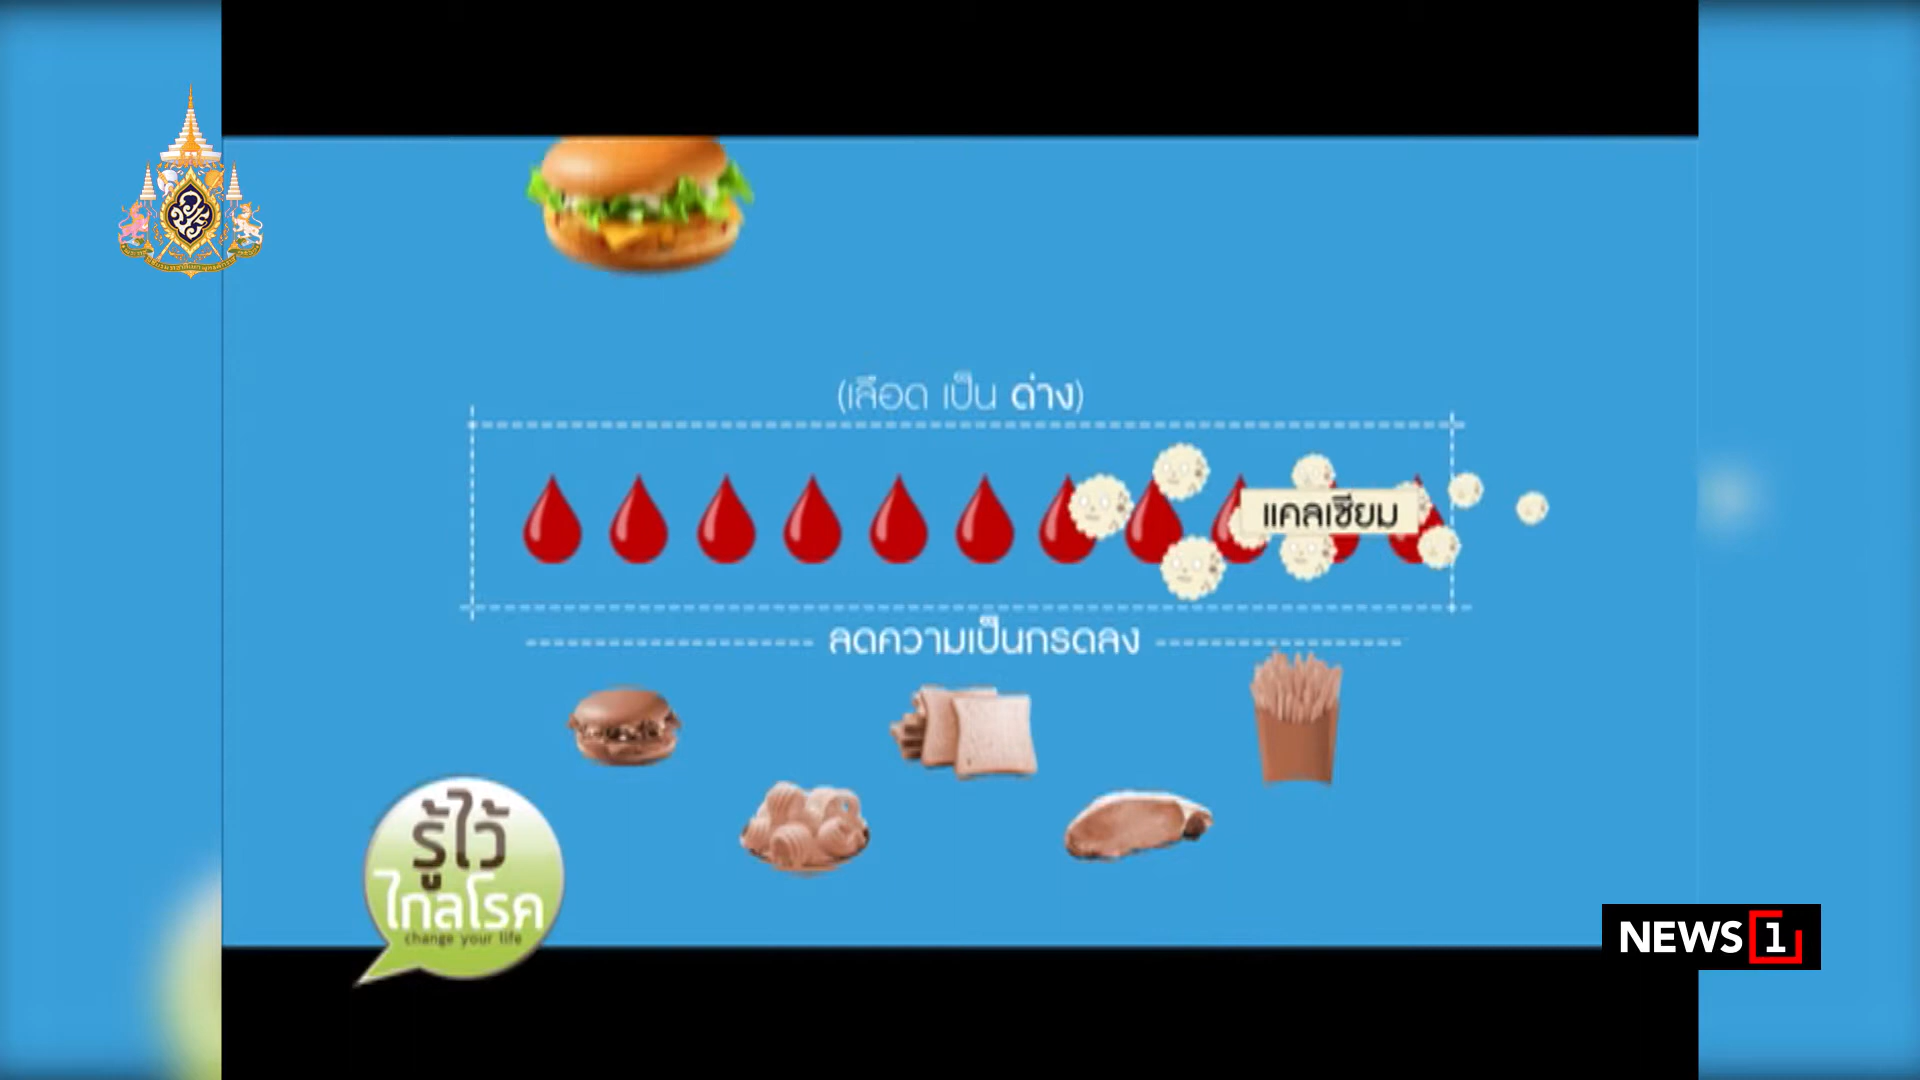 (เลือด เป็น ด่าง)
แคลเซียม
ลดความเป็นกรดลง
รู้ไว้
ไกลโรค
change your life
NEWS 1